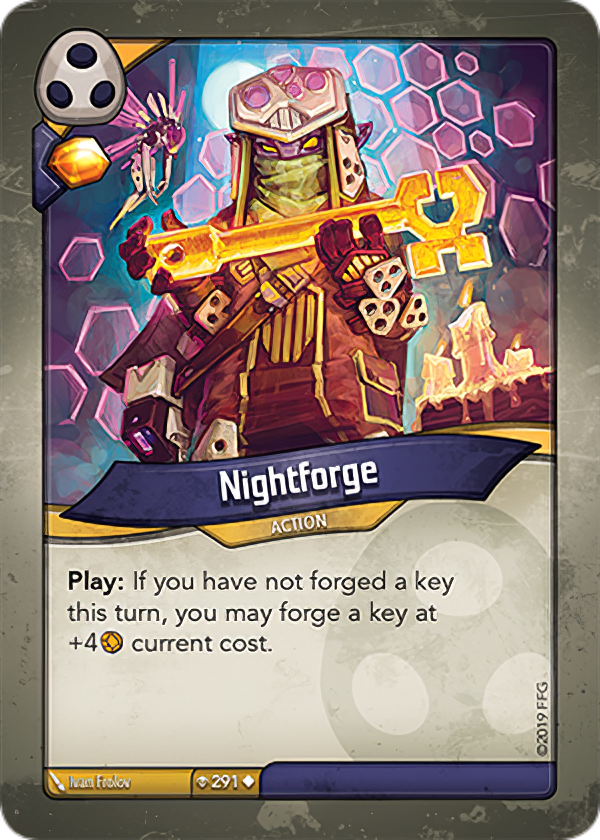 Nightforge
ACTION
Play: If you have not forged a key
this turn, you may forge a key at
+4 current cost.
©2019 FFG
Ivan Frolov
291
6